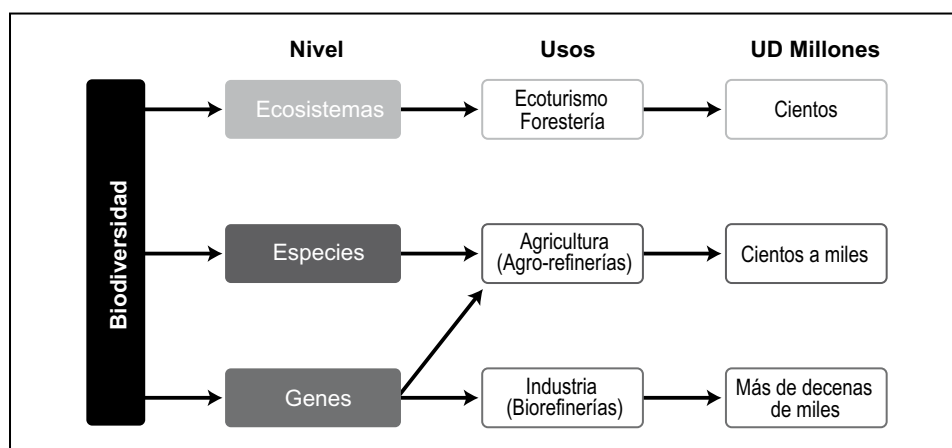 Nivel
Usos
UD Millones
Biodiversidad
Ecosistemas
Ecoturismo
Forestería
Cientos
Especies
Agricultura
(Agro-refinerías)
Cientos a miles
Genes
Industria
(Biorefinerías)
Más de decenas
de miles